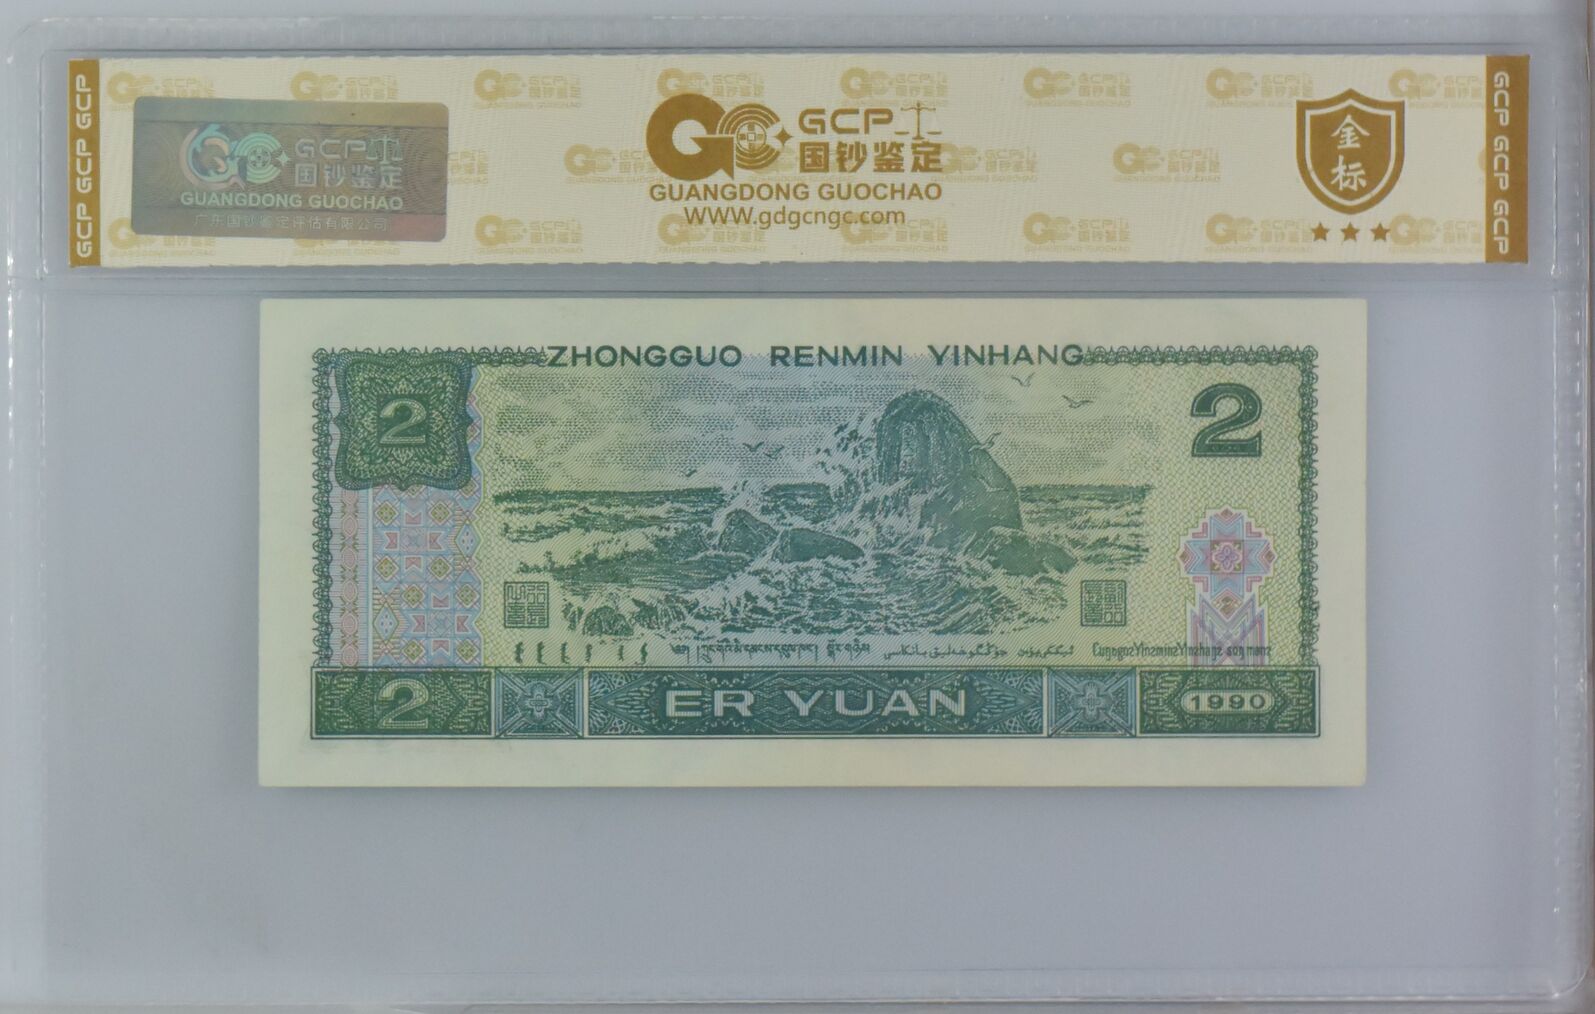 GCP GCP GCP
GCP 国钞鉴定
GUANGDONG GUOCHAO
广东国钞鉴定评估有限公司
GCP
国钞鉴定
GUANGDONG GUOCHAO
WWW.gdgcngc.com
金标
GCP GCP GCP
ZHONGGUO RENMIN YINHANG
2
2
2
ER YUAN
1990